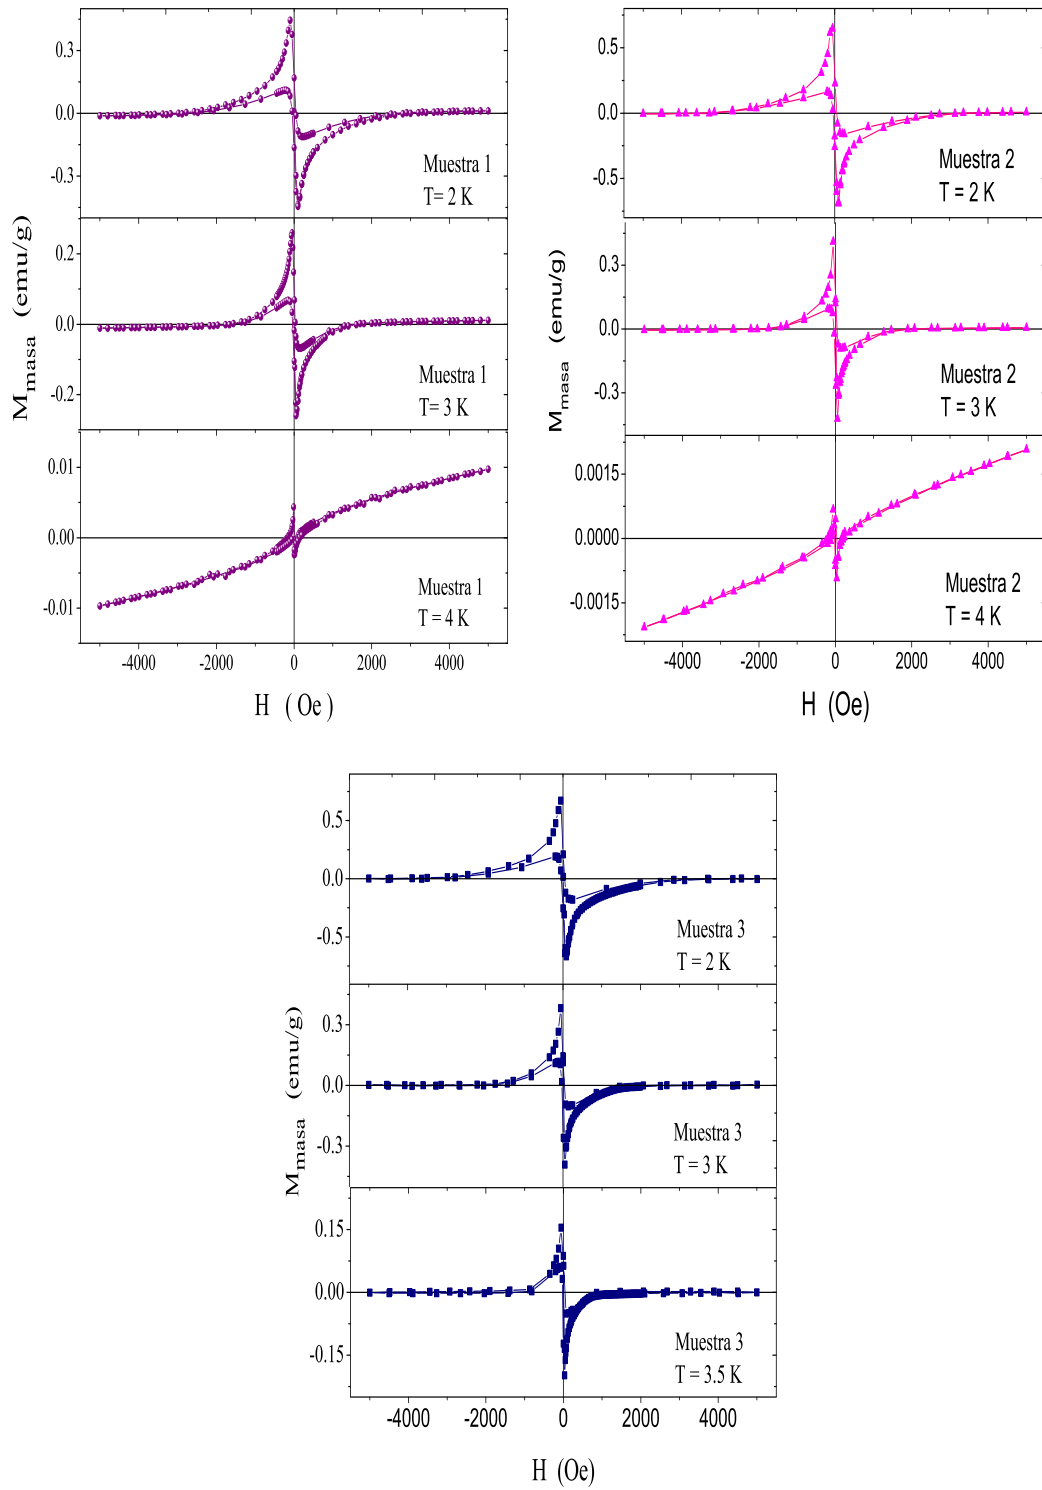 0.3
0.0
-0.3
Muestra 1
T= 2 K
0.2
0.0
-0.2
Muestra 1
T= 3 K
0.01
0.00
-0.01
Muestra 1
T = 4 K
-4000 -2000 0 2000 4000
H ( Oe )
Mmasa (emu/g)
0.5
0.0
-0.5
Muestra 2
T = 2 K
0.3
0.0
-0.3
Muestra 2
T = 3 K
0.0015
0.0000
-0.0015
Muestra 2
T = 4 K
-4000 -2000 0 2000 4000
H (Oe)
Mmasa (emu/g)
0.5
0.0
-0.5
Muestra 3
T = 2 K
0.3
0.0
-0.3
Muestra 3
T = 3 K
0.15
0.00
-0.15
Muestra 3
T = 3.5 K
-4000 -2000 0 2000 4000
H (Oe)
Mmasa (emu/g)